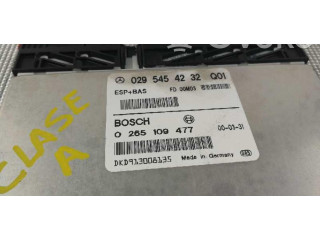 029 545 42 32 Q01
ESP+BAS
BOSCH
0 265 109 477
00-03-31
DKD913006135
Made in Germany
CLASE
A